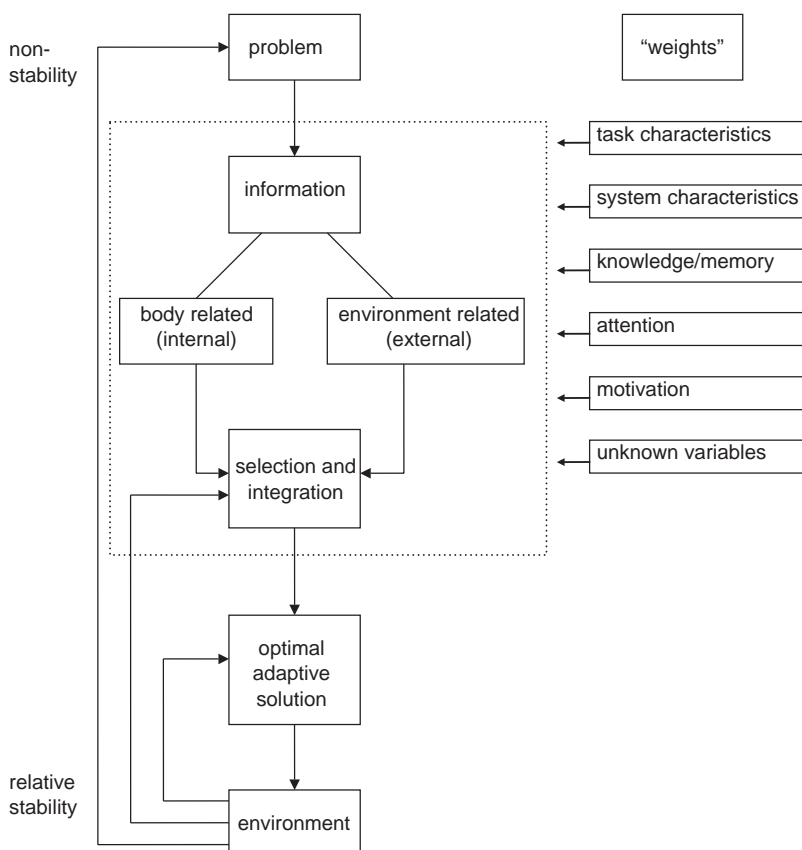 non-
stability
problem
“weights”
task characteristics
information
system characteristics
knowledge/memory
body related
(internal)
environment related
(external)
attention
motivation
selection and
integration
unknown variables
optimal
adaptive
solution
relative
stability
environment